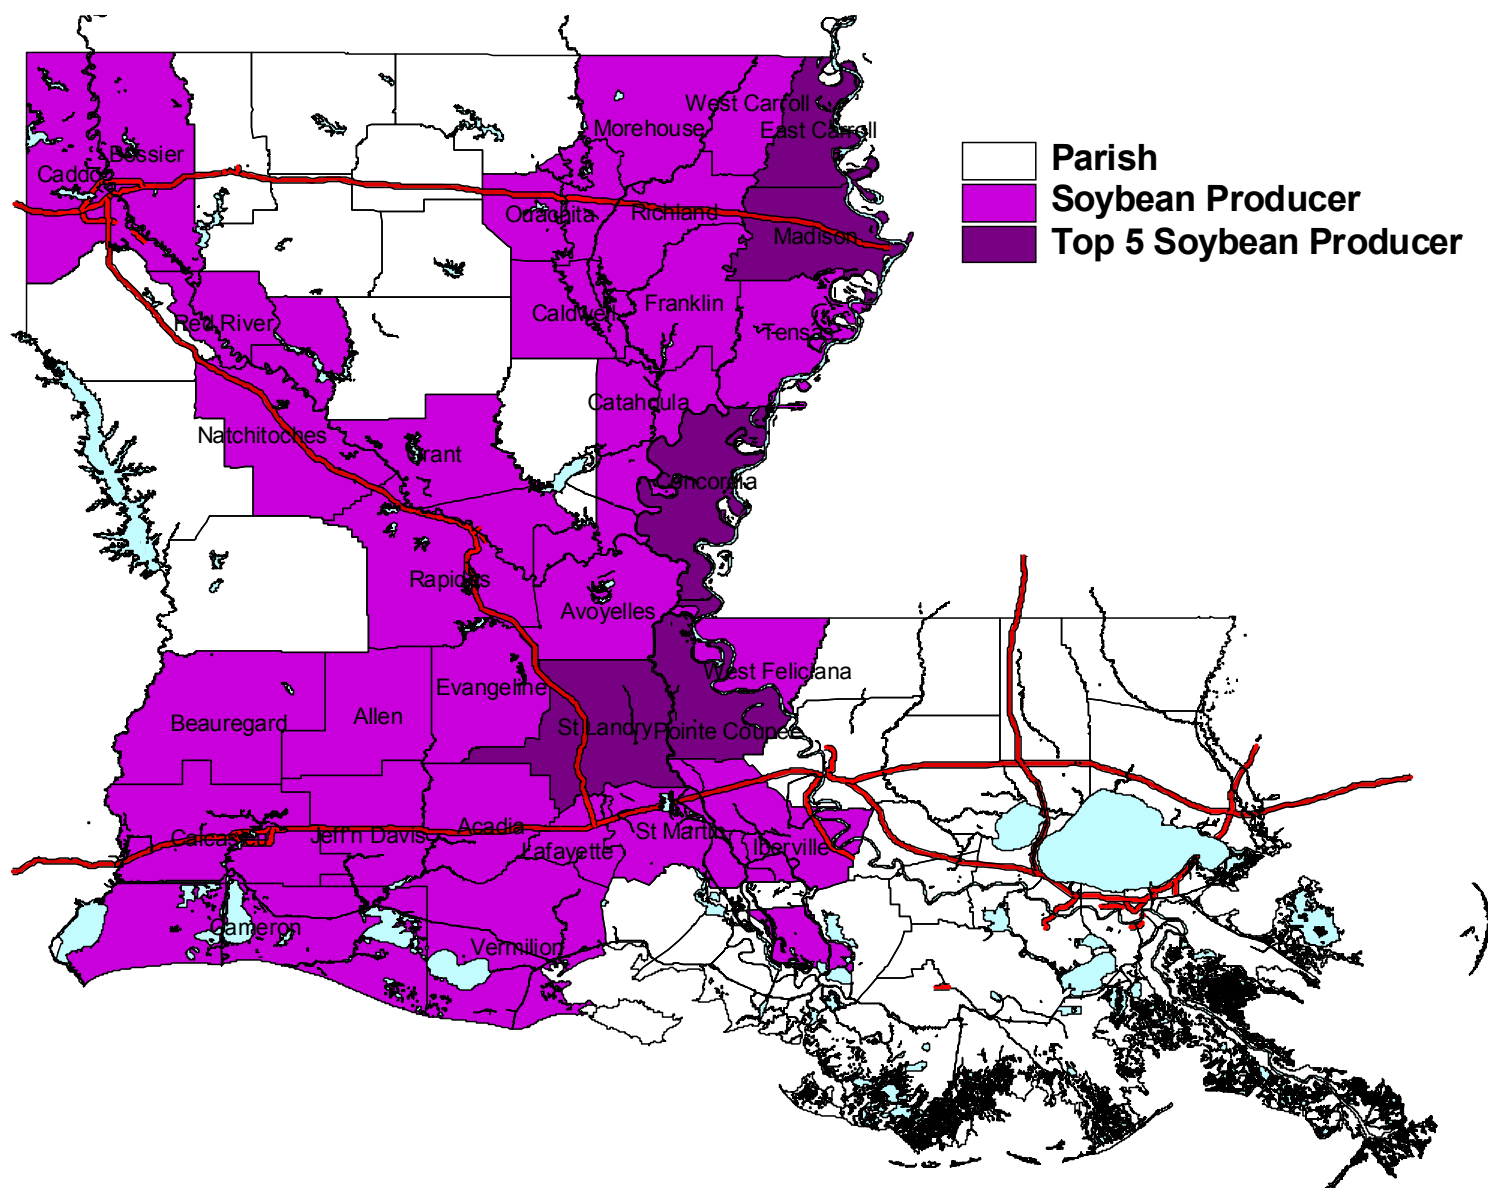 Parish
Soybean Producer
Top 5 Soybean Producer
West Carroll
Morehouse
East Carroll
Bossier
Caddo
Ouachita
Richland
Madison
Franklin
Caldwell
Red River
Tensas
Catahoula
Natchitoches
Grant
Concordia
Rapides
Avoyelles
West Feliciana
Evangeline
Allen
Beauregard
St Landry
Pointe Coupee
Acadia
St Martin
Jeff'n Davis
Calcasieu
Lafayette
Iberville
Cameron
Vermilion